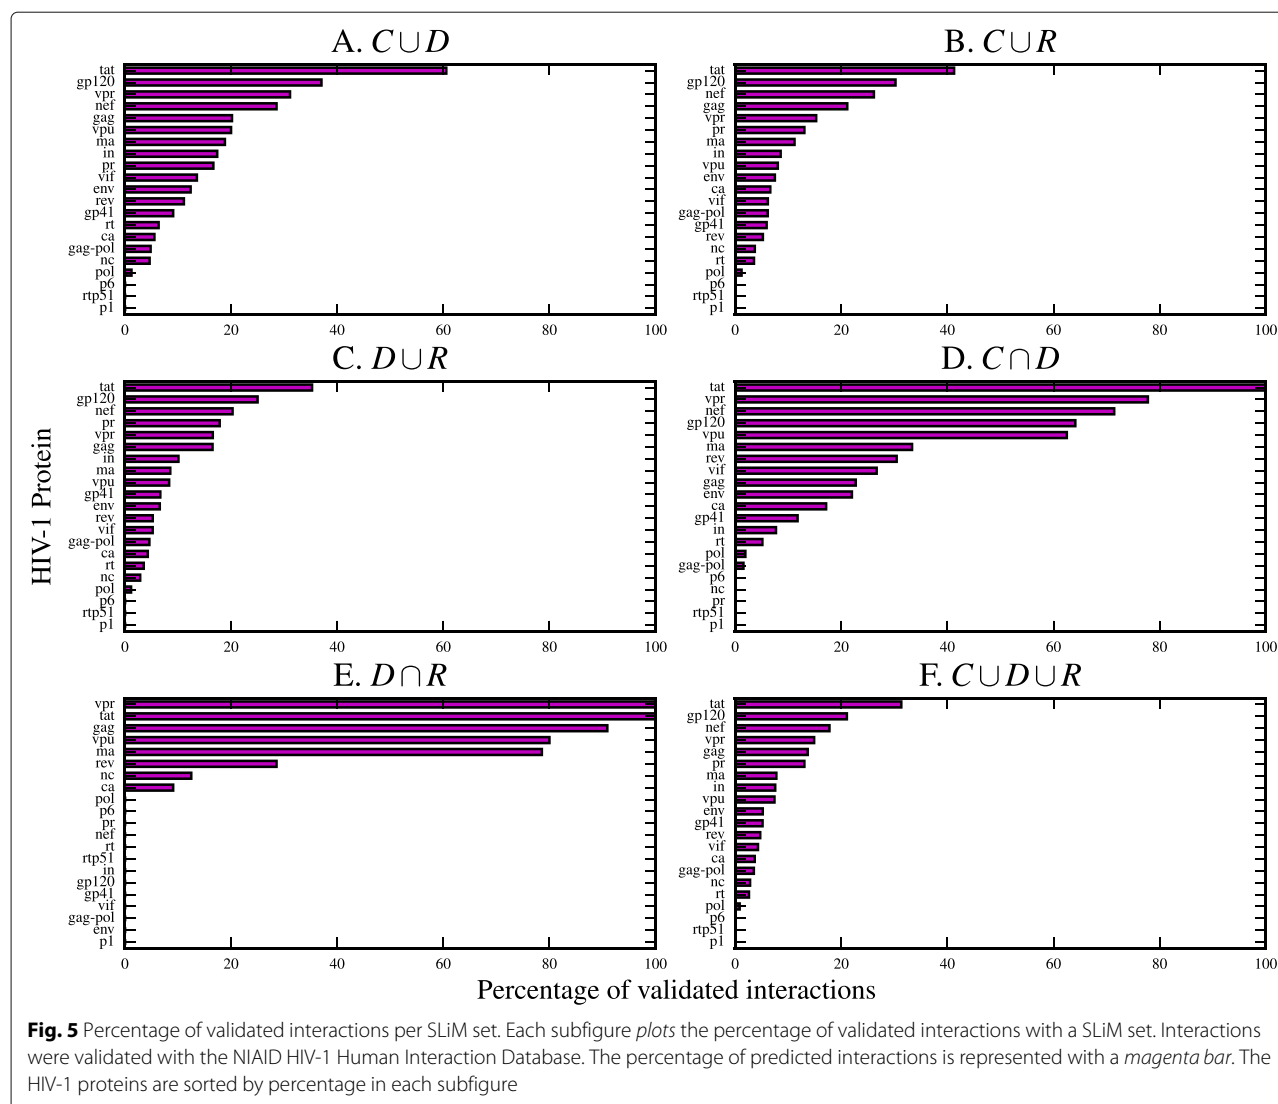 A. C∪D
tat
gp120
vpr
nef
gag
vpu
ma
in
pr
vif
env
rev
gp41
rt
ca
gag-pol
nc
pol
p6
rtp51
p1
0 20 40 60 80 100
B. C∪R
tat
gp120
nef
gag
vpr
pr
ma
in
vpu
env
ca
vif
gag-pol
gp41
rev
nc
rt
pol
p6
rtp51
p1
0 20 40 60 80 100
HIV-1 Protein
C. D∪R
tat
gp120
nef
pr
vpr
gag
in
ma
vpu
gp41
env
rev
vif
gag-pol
ca
rt
nc
pol
p6
rtp51
p1
0 20 40 60 80 100
D. C∩D
tat
vpr
nef
gp120
vpu
ma
rev
vif
gag
env
ca
gp41
in
rt
pol
gag-pol
p6
nc
pr
rtp51
p1
0 20 40 60 80 100
E. D∩R
vpr
tat
gag
vpu
ma
rev
nc
ca
pol
p6
pr
nef
rt
rtp51
in
gp120
gp41
vif
gag-pol
env
p1
0 20 40 60 80 100
F. C∪D∪R
tat
gp120
nef
vpr
gag
pr
ma
in
vpu
env
gp41
rev
vif
ca
gag-pol
nc
rt
pol
p6
rtp51
p1
0 20 40 60 80 100
Percentage of validated interactions
Fig. 5 Percentage of validated interactions per SLiM set. Each subfigure plots the percentage of validated interactions with a SLiM set. Interactions
were validated with the NIAID HIV-1 Human Interaction Database. The percentage of predicted interactions is represented with a magenta bar. The
HIV-1 proteins are sorted by percentage in each subfigure